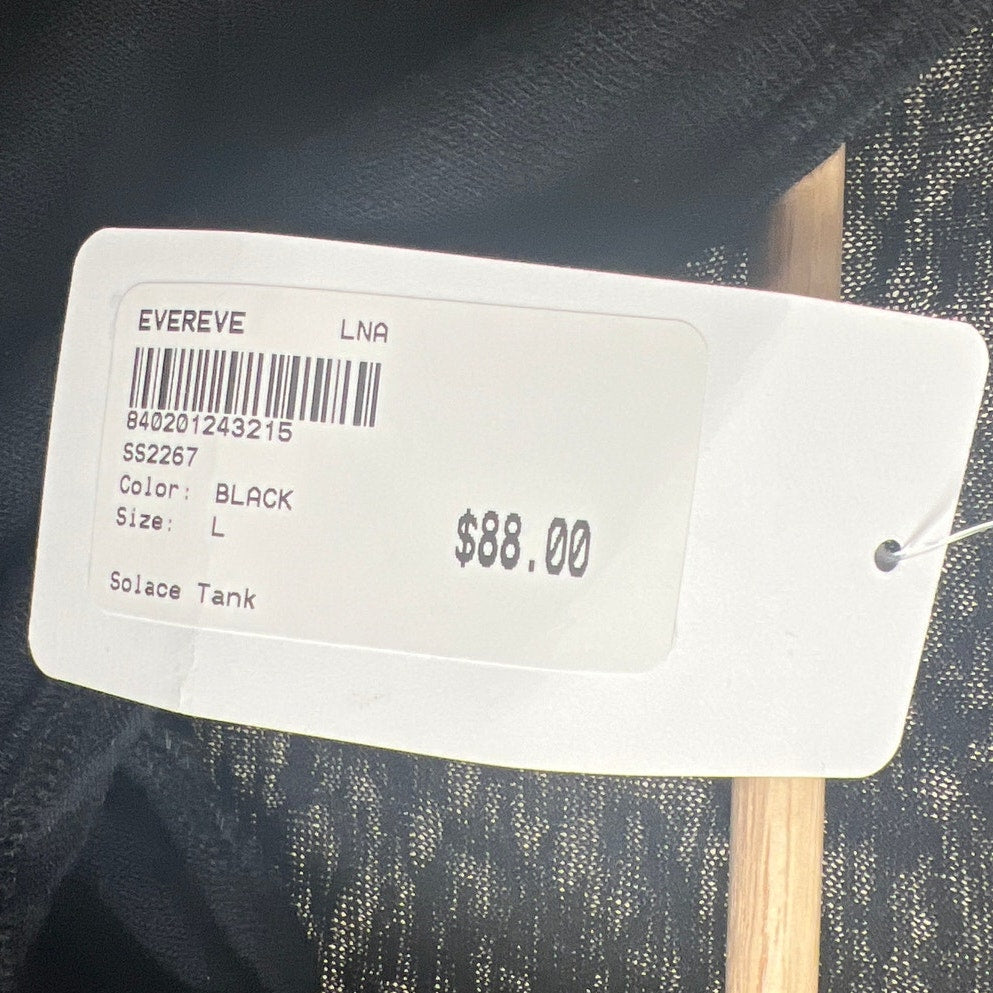 EVEREVE LNA
840201243215
SS2267
Color: BLACK
Size: L
$88.00
Solace Tank